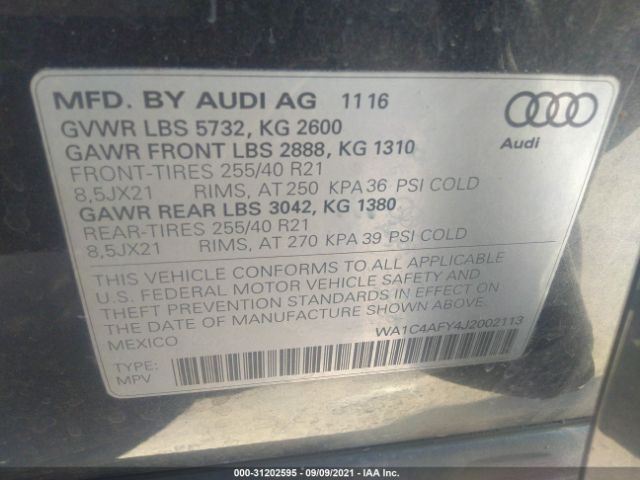 MFD. BY AUDI AG 11 16
GVWR LBS 5732, KG 2600
GAWR FRONT LBS 2888, KG 1310
FRONT-TIRES 255/40 R21
8,5JX21 RIMS, AT 250 KPA 36 PSI COLD
GAWR REAR LBS 3042, KG 1380
REAR-TIRES 255/40 R21
8,5JX21 RIMS, AT 270 KPA 39 PSI COLD
Audi
THIS VEHICLE CONFORMS TO ALL APPLICABLE
U.S. FEDERAL MOTOR VEHICLE SAFETY AND
THEFT PREVENTION STANDARDS IN EFFECT ON
THE DATE OF MANUFACTURE SHOWN ABOVE.
MEXICO
WA1C4AFY4J2002113
TYPE:
MPV
000-31202595 - 09/09/2021 - IAA Inc.